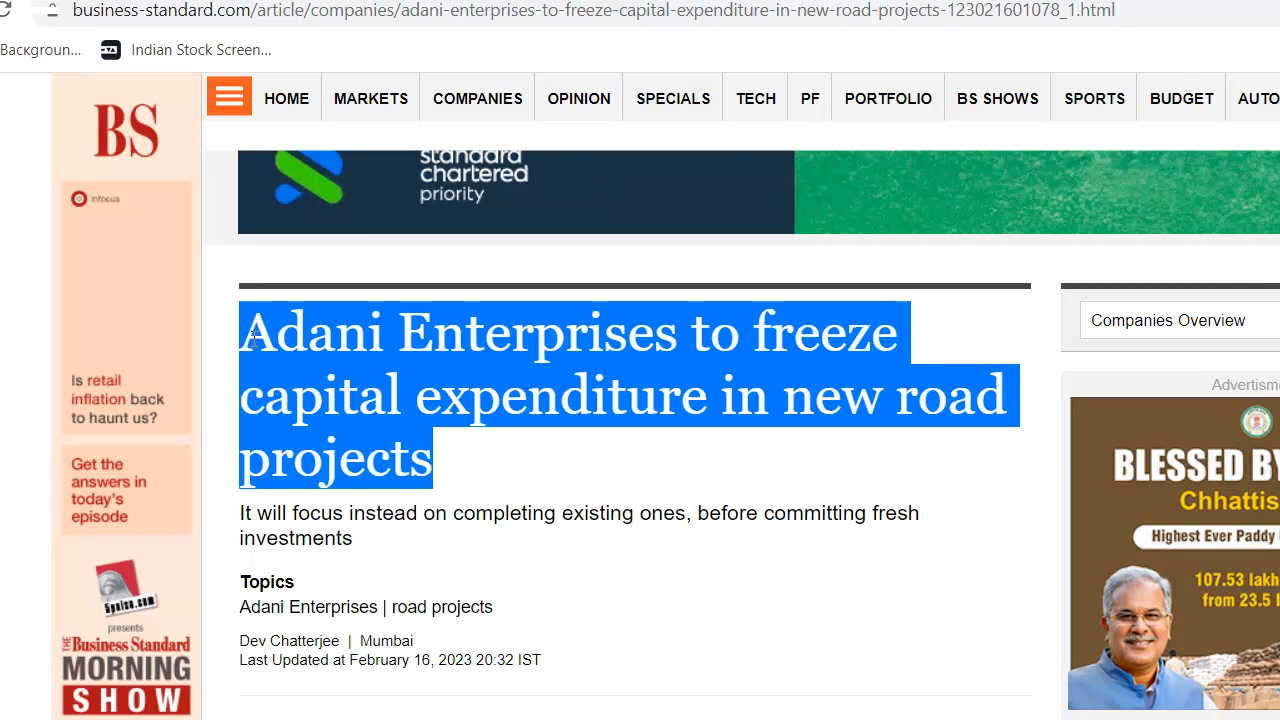 business-standard.com/article/companies/adani-enterprises-to-freeze-capital-expenditure-in-new-road-projects-123021601078_1.html
Backgroun...
Indian Stock Screen...
BS
HOME
MARKETS
COMPANIES
OPINION
SPECIALS
TECH
PF
PORTFOLIO
BS SHOWS
SPORTS
BUDGET
AUTO
Infocus
standard
chartered
priority
Adani Enterprises to freeze
capital expenditure in new road
projects
It will focus instead on completing existing ones, before committing fresh
investments
Topics
Adani Enterprises | road projects
Dev Chatterjee | Mumbai
Last Updated at February 16, 2023 20:32 IST
Is retail
inflation back
to haunt us?
Get the
answers in
today's
episode
5paisa.com
presents
THE Business Standard
MORNING
SHOW
Companies Overview
Advertisme
BLESSED BY
Chhattis
Highest Ever Paddy
107.53 lakh
from 23.5